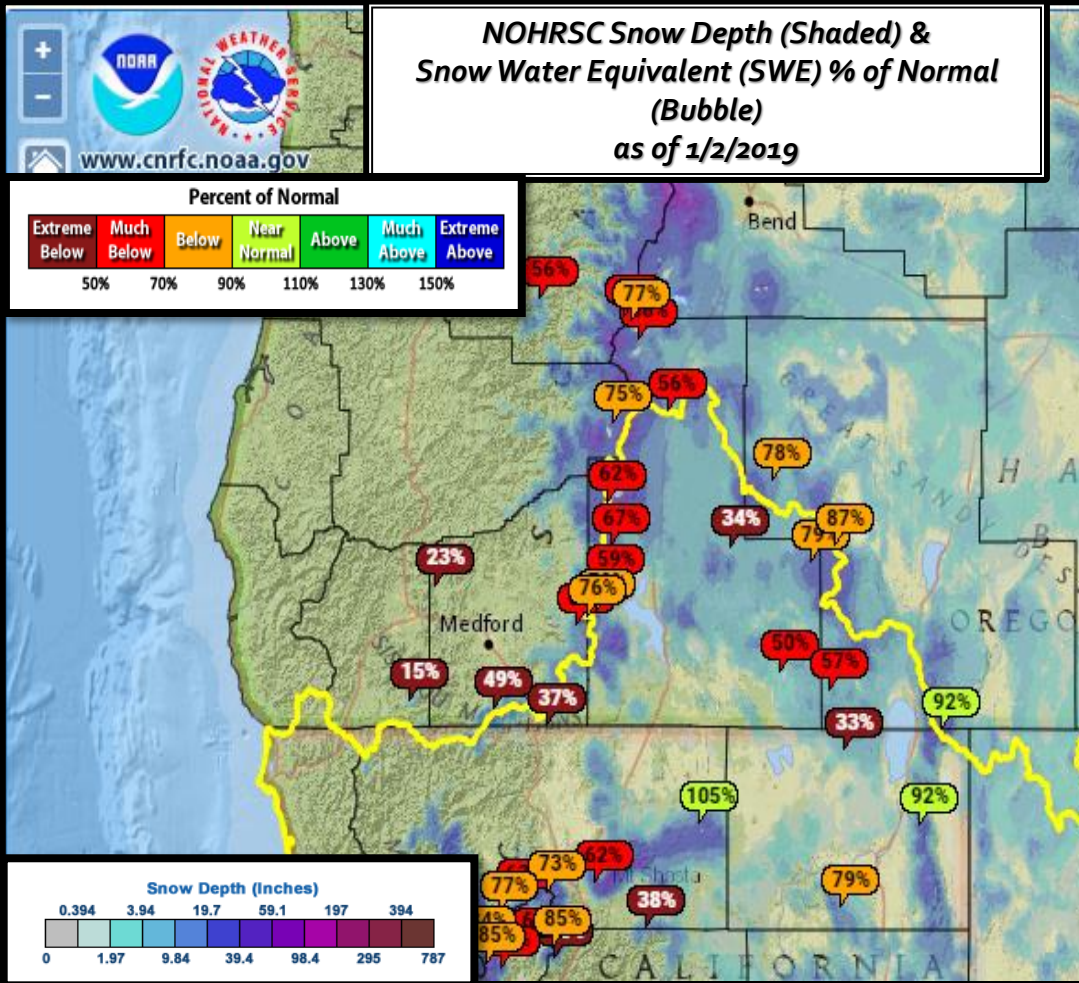 +
−
NOAA
NATIONAL WEATHER SERVICE
www.cnrfc.noaa.gov
NOHRSC Snow Depth (Shaded) &
Snow Water Equivalent (SWE) % of Normal
(Bubble)
as of 1/2/2019
Percent of Normal
Extreme Below
Much Below
Below
Near Normal
Above
Much Above
Extreme Above
50% 70% 90% 110% 130% 150%
Bend
56%
77%
75%
56%
78%
62%
67%
34%
87%
79%
59%
23%
76%
GREAT SANDY
OREGO
Medford
50%
57%
15%
49%
37%
92%
33%
105%
92%
73%
62%
77%
Mt Shasta
79%
38%
85%
85%
CALIFORNIA
Snow Depth (Inches)
0.394 3.94 19.7 59.1 197 394
0 1.97 9.84 39.4 98.4 295 787